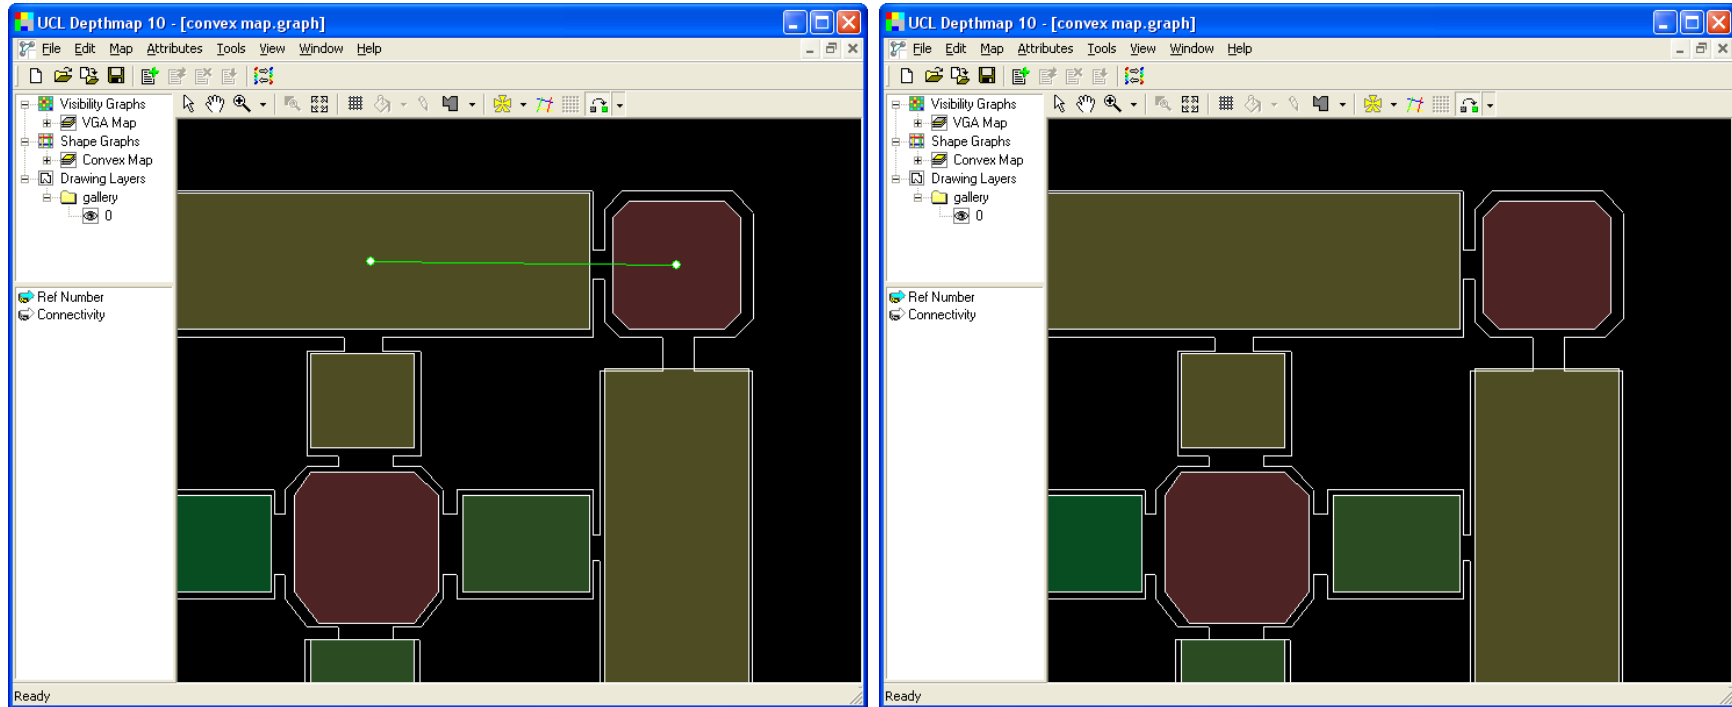 UCL Depthmap 10 - [convex map.graph]
File Edit Map Attributes Tools View Window Help
Visibility Graphs
VGA Map
Shape Graphs
Convex Map
Drawing Layers
gallery
0
Ref Number
Connectivity
Ready
UCL Depthmap 10 - [convex map.graph]
File Edit Map Attributes Tools View Window Help
Visibility Graphs
VGA Map
Shape Graphs
Convex Map
Drawing Layers
gallery
0
Ref Number
Connectivity
Ready